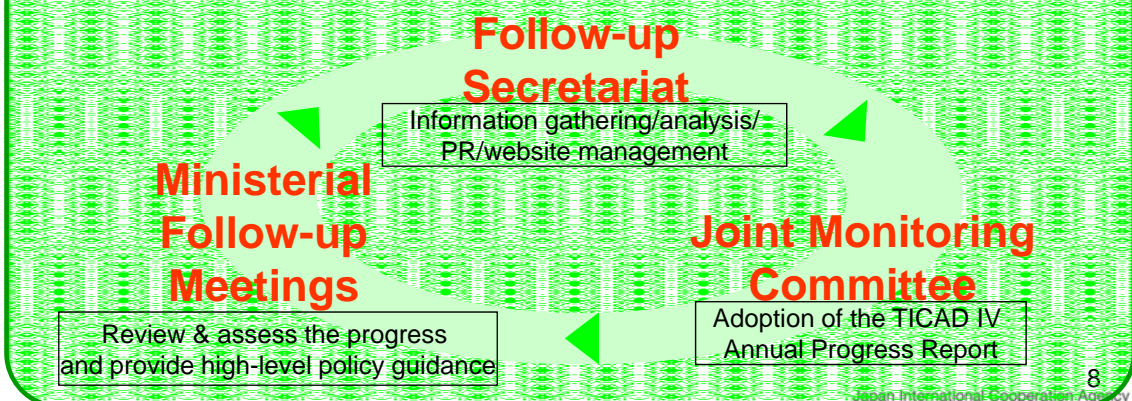 Follow-up
Secretariat
Information gathering/analysis/
PR/website management
Ministerial
Follow-up
Meetings
Review & assess the progress
and provide high-level policy guidance
Joint Monitoring
Committee
Adoption of the TICAD IV
Annual Progress Report
8
Japan International Cooperation Agency